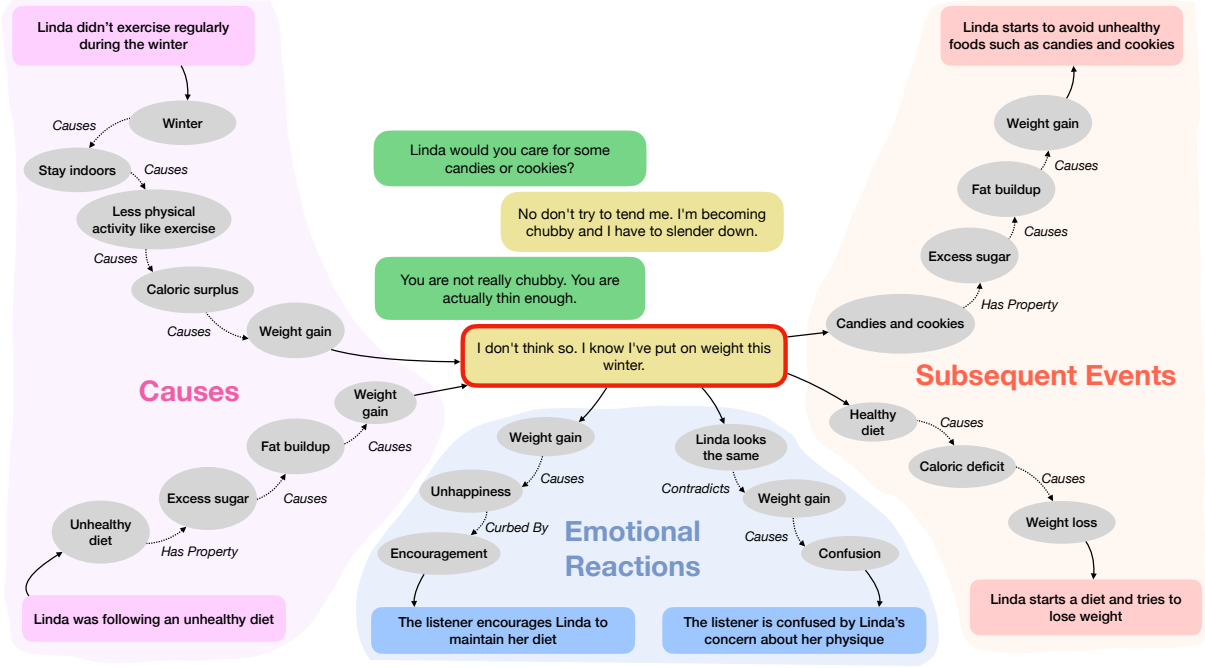 Linda didn't exercise regularly
during the winter
Winter
Causes
Stay indoors
Causes
Less physical
activity like exercise
Causes
Caloric surplus
Causes
Weight gain
Causes
Weight
gain
Causes
Fat buildup
Causes
Excess sugar
Has Property
Unhealthy
diet
Linda was following an unhealthy diet
Linda would you care for some
candies or cookies?
No don't try to tend me. I'm becoming
chubby and I have to slender down.
You are not really chubby. You are
actually thin enough.
I don't think so. I know I've put on weight this
winter.
Weight gain
Causes
Unhappiness
Curbed By
Encouragement
The listener encourages Linda to
maintain her diet
Emotional
Reactions
Linda looks
the same
Contradicts
Weight gain
Causes
Confusion
The listener is confused by Linda's
concern about her physique
Linda starts to avoid unhealthy
foods such as candies and cookies
Weight gain
Causes
Fat buildup
Causes
Excess sugar
Has Property
Candies and cookies
Subsequent Events
Healthy
diet
Causes
Caloric deficit
Causes
Weight loss
Linda starts a diet and tries to
lose weight